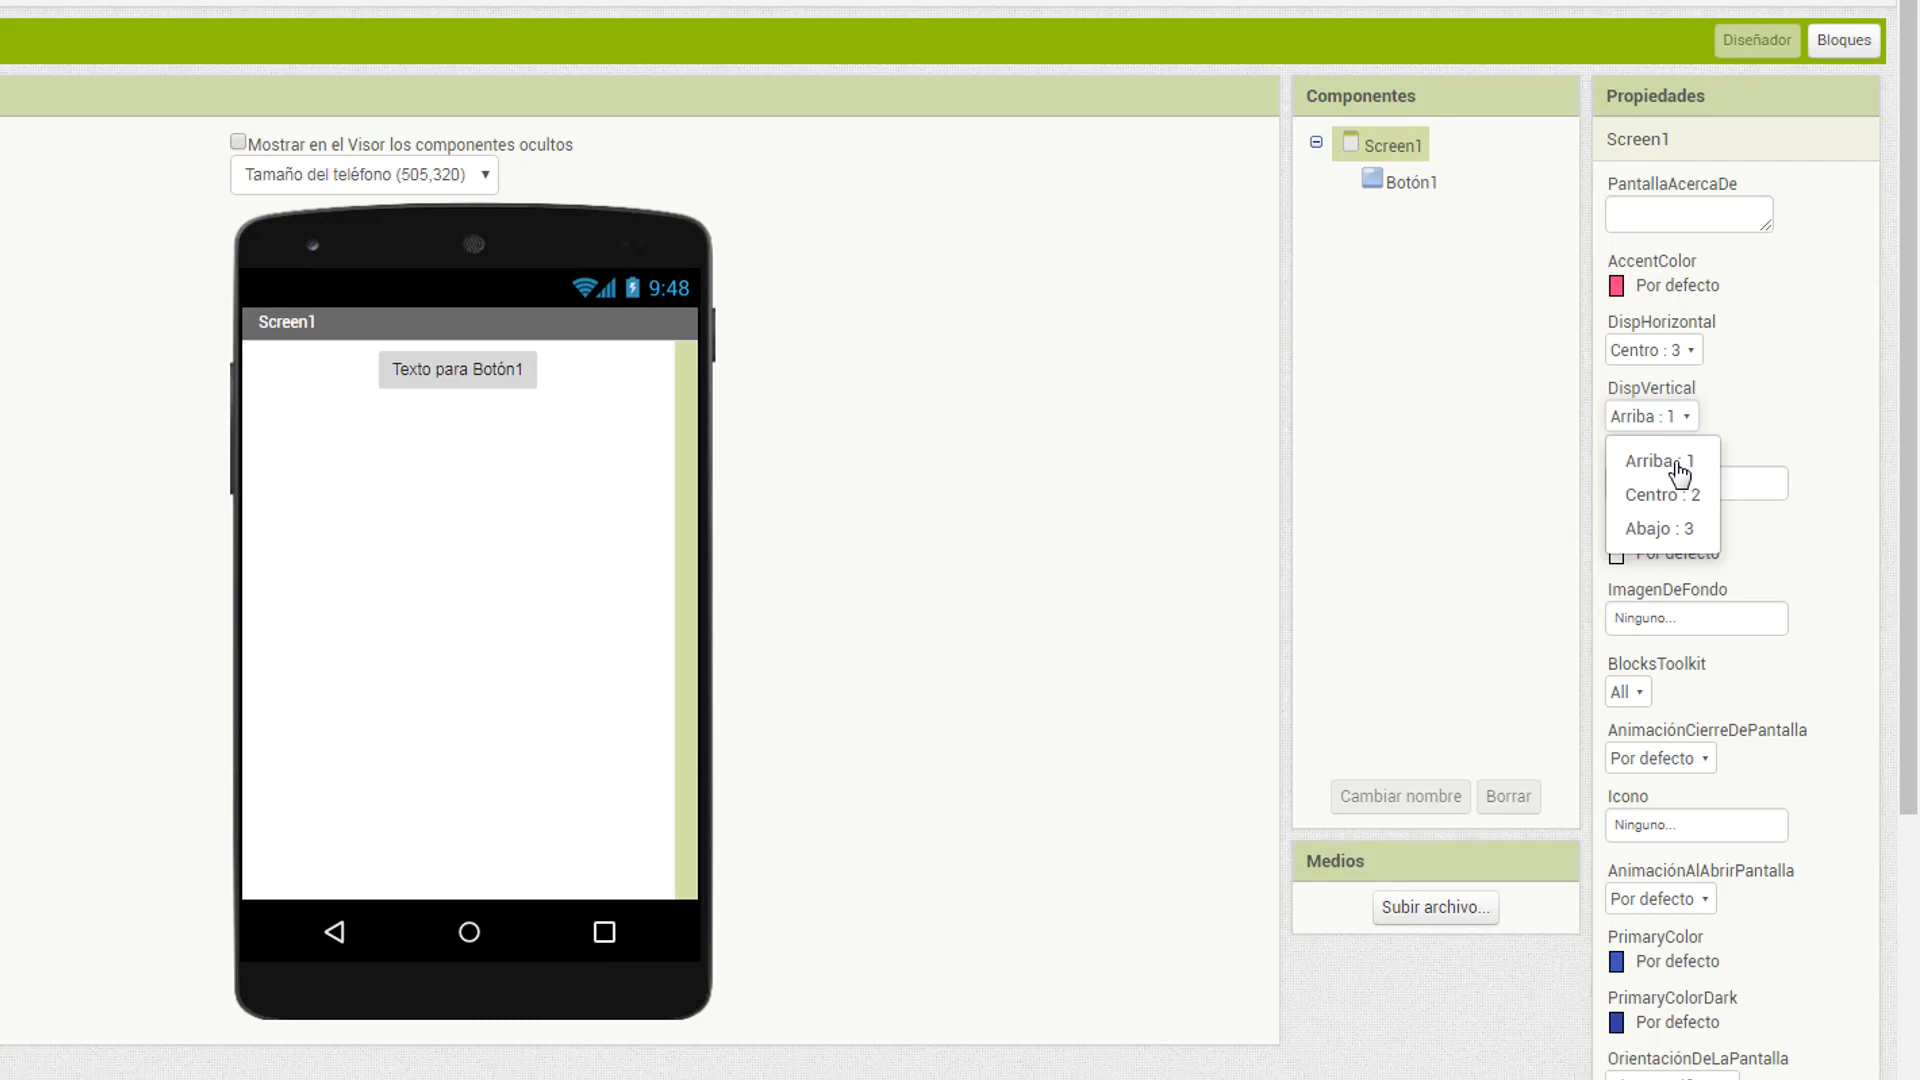 Diseñador
Bloques
Mostrar en el Visor los componentes ocultos
Tamaño del teléfono (505,320)
9:48
Screen1
Texto para Botón1
Componentes
Screen1
Botón1
Cambiar nombre
Borrar
Medios
Subir archivo...
Propiedades
Screen1
PantallaAcercaDe
AccentColor
Por defecto
DispHorizontal
Centro : 3
DispVertical
Arriba : 1
Arriba : 1
Centro : 2
Abajo : 3
Por defecto
ImagenDeFondo
Ninguno...
BlocksToolkit
All
AnimaciónCierreDePantalla
Por defecto
Icono
Ninguno...
AnimaciónAlAbrirPantalla
Por defecto
PrimaryColor
Por defecto
PrimaryColorDark
Por defecto
OrientaciónDeLaPantalla